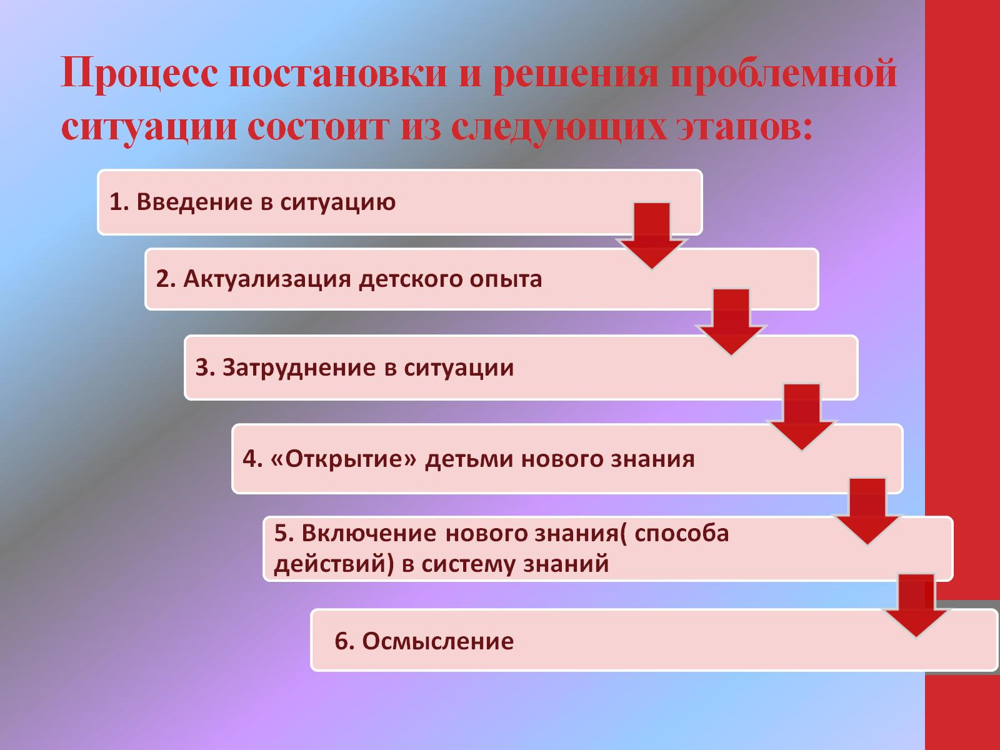 Процесс постановки и решения проблемной
ситуации состоит из следующих этапов:
1. Введение в ситуацию
2. Актуализация детского опыта
3. Затруднение в ситуации
4. «Открытие» детьми нового знания
5. Включение нового знания( способа
действий) в систему знаний
6. Осмысление